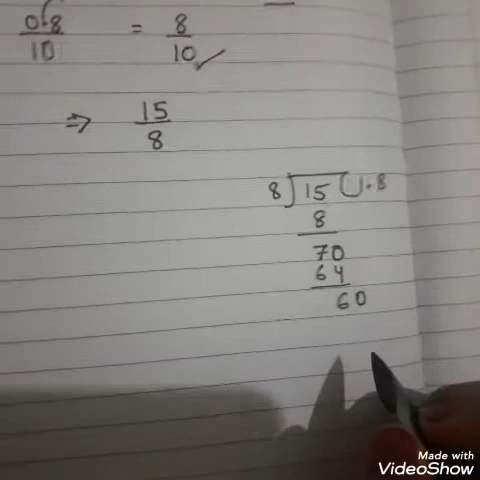 0.8/10 = 8/10 ✓
⇒ 15/8
8)15(1.8
8
70
64
60
Made with
VideoShow